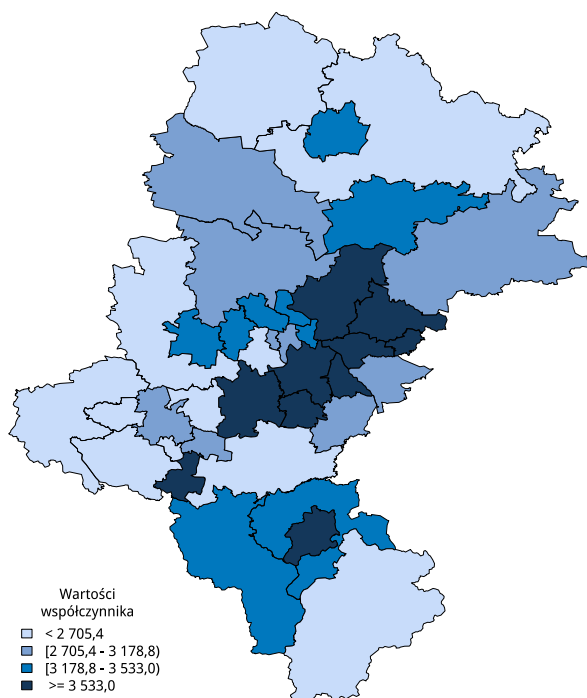 Wartości
współczynnika
< 2 705,4
[2 705,4 - 3 178,8)
[3 178,8 - 3 533,0)
>= 3 533,0